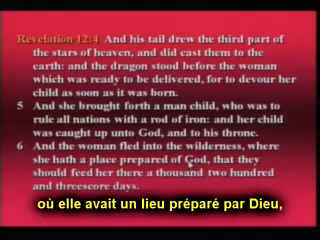 Revelation 12:4 And his tail drew the third part of
the stars of heaven, and did cast them to the
earth: and the dragon stood before the woman
which was ready to be delivered, for to devour her
child as soon as it was born.
5 And she brought forth a man child, who was to
rule all nations with a rod of iron: and her child
was caught up unto God, and to his throne.
6 And the woman fled into the wilderness, where
she hath a place prepared of God, that they
should feed her there a thousand two hundred
and threescore days.
où elle avait un lieu préparé par Dieu,